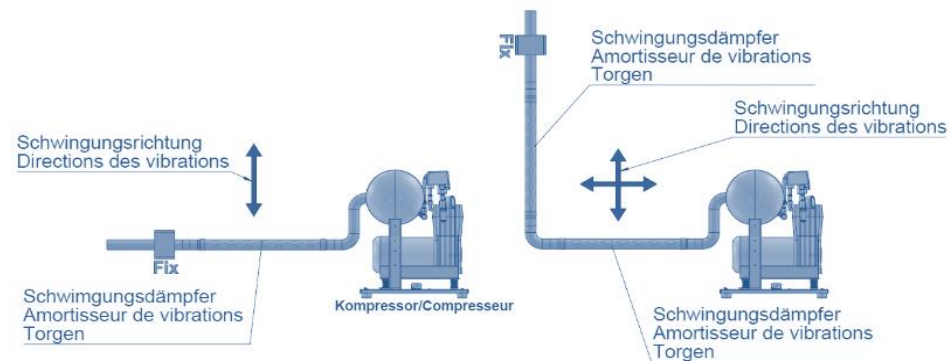 Schwingungsrichtung
Directions des vibrations
Fix
Schwimgungsdämpfer
Amortisseur de vibrations
Torgen
Kompressor/Compresseur
Fix
Schwingungsdämpfer
Amortisseur de vibrations
Torgen
Schwingungsrichtung
Directions des vibrations
Schwingungsdämpfer
Amortisseur de vibrations
Torgen